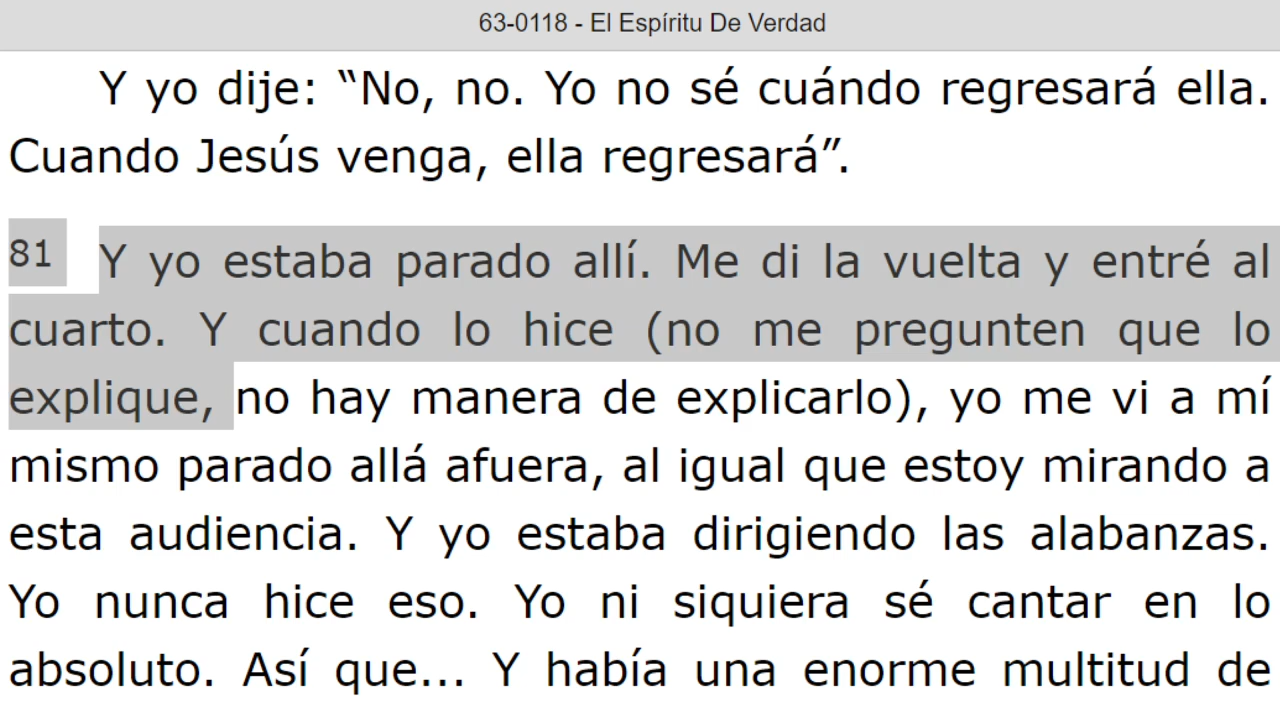 63-0118 - El Espíritu De Verdad
Y yo dije: “No, no. Yo no sé cuándo regresará ella.
Cuando Jesús venga, ella regresará”.
81 Y yo estaba parado allí. Me di la vuelta y entré al
cuarto. Y cuando lo hice (no me pregunten que lo
explique, no hay manera de explicarlo), yo me vi a mí
mismo parado allá afuera, al igual que estoy mirando a
esta audiencia. Y yo estaba dirigiendo las alabanzas.
Yo nunca hice eso. Yo ni siquiera sé cantar en lo
absoluto. Así que... Y había una enorme multitud de